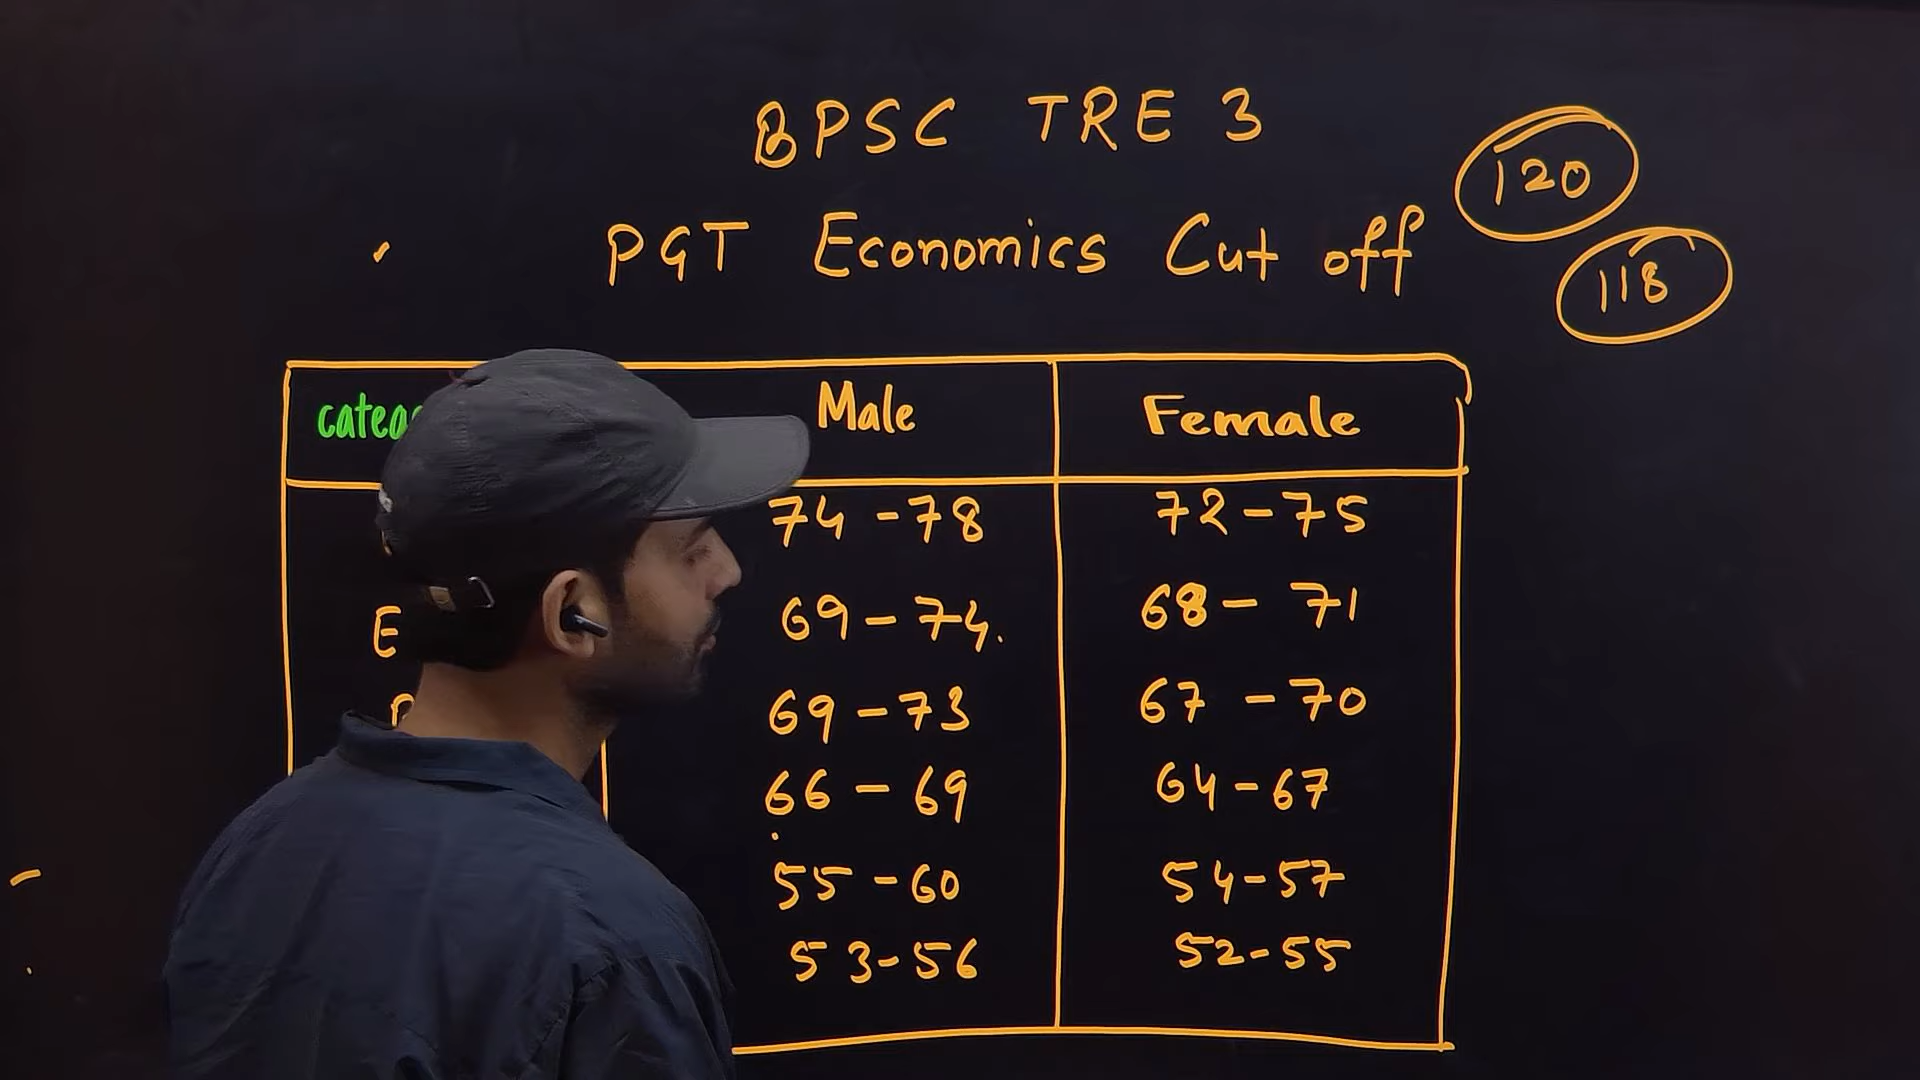 BPSC TRE 3
120
PGT Economics Cut off
118
Male Female
74 - 78 72 - 75
69 - 74. 68 - 71
69 - 73 67 - 70
66 - 69 64 - 67
55 - 60 54 - 57
53 - 56 52 - 55